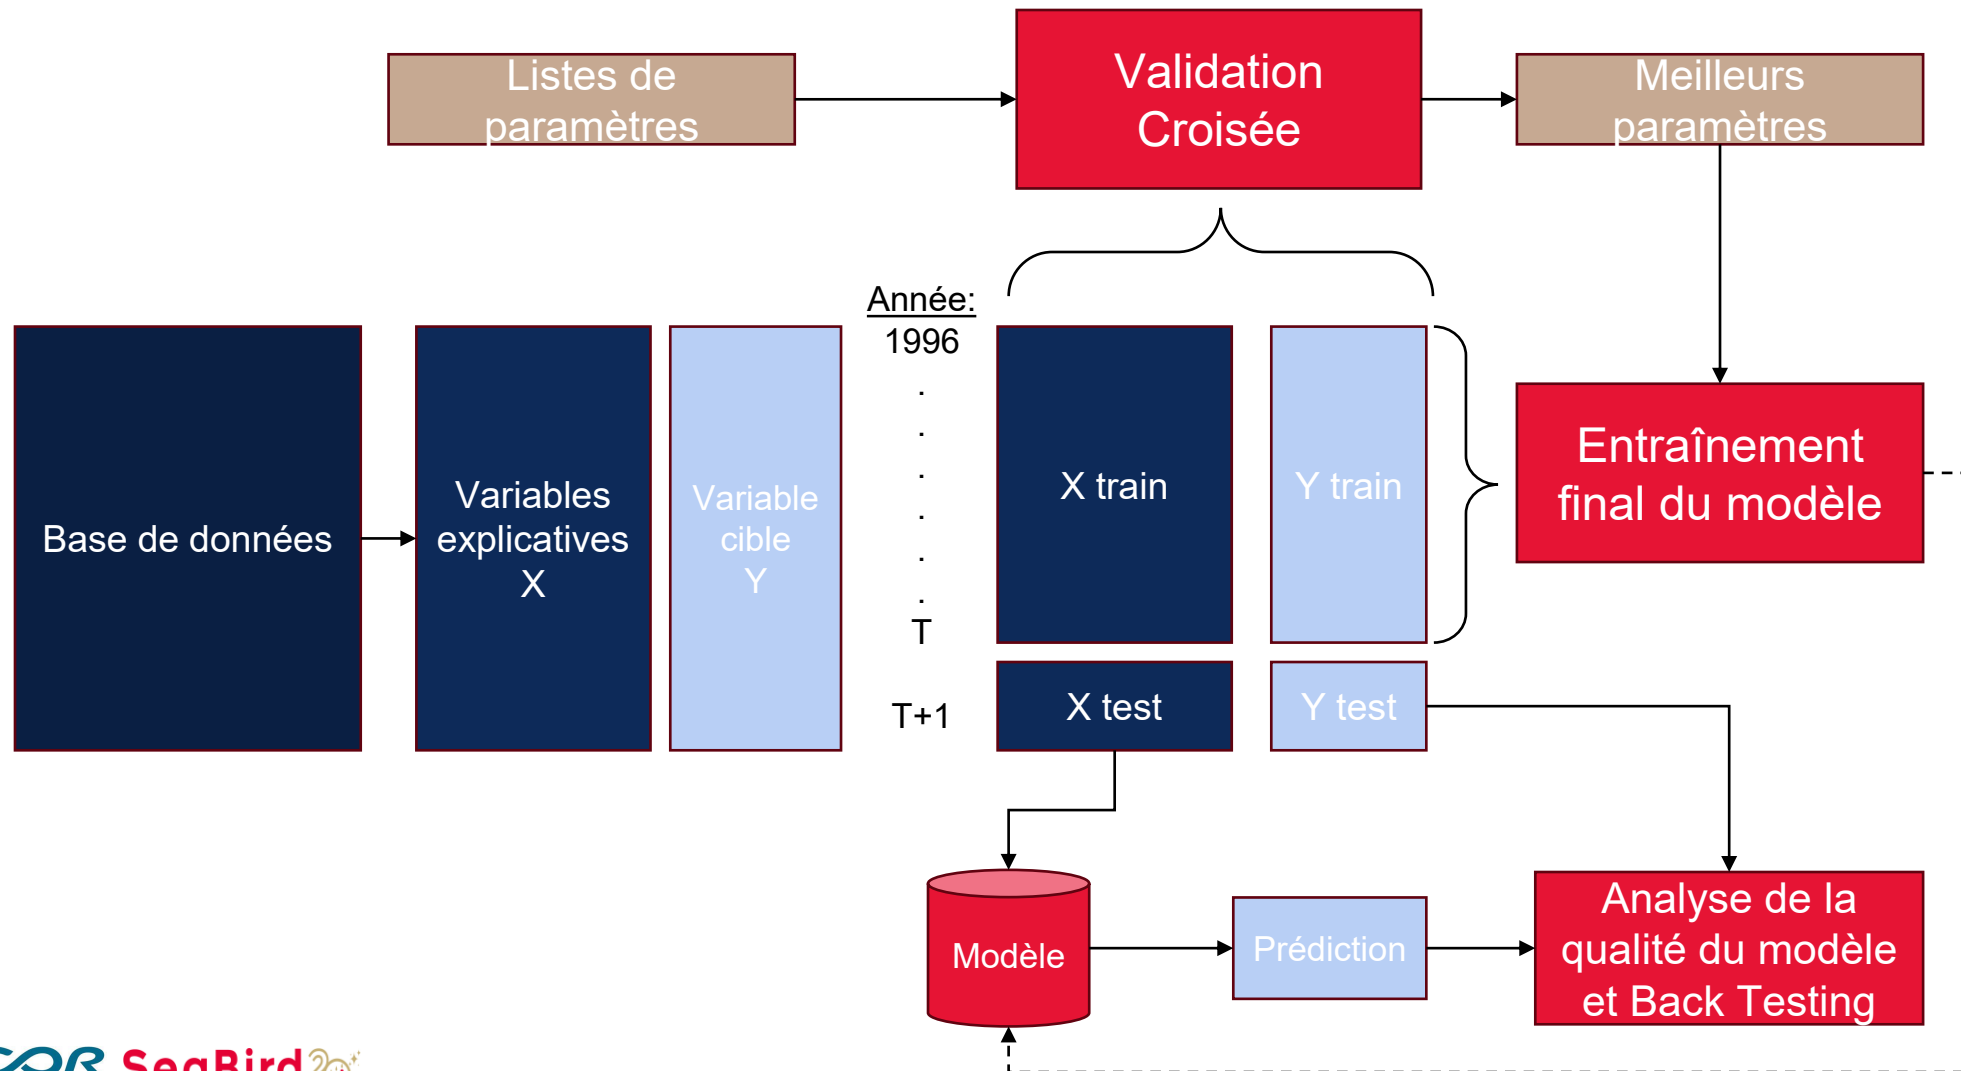 Listes de
paramètres
Validation
Croisée
Meilleurs
paramètres
Année:
1996
.
.
.
.
.
.
T
T+1
Base de données
Variables
explicatives
X
Variable
cible
Y
X train
Y train
Entraînement
final du modèle
X test
Y test
Modèle
Prédiction
Analyse de la
qualité du modèle
et Back Testing
SeaBird